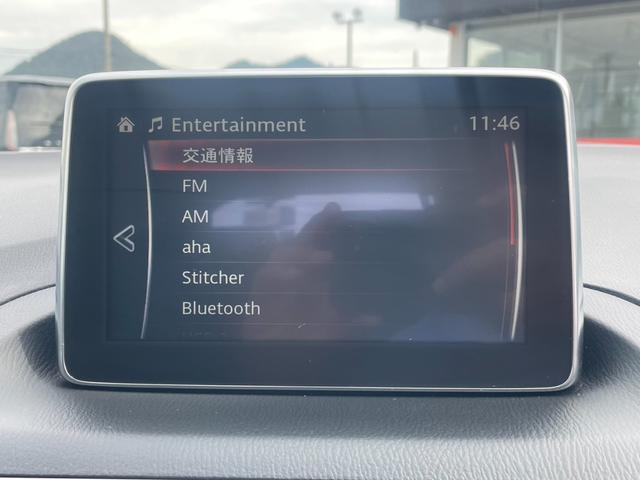 Entertainment 11:46
交通情報
FM
AM
aha
Stitcher
Bluetooth